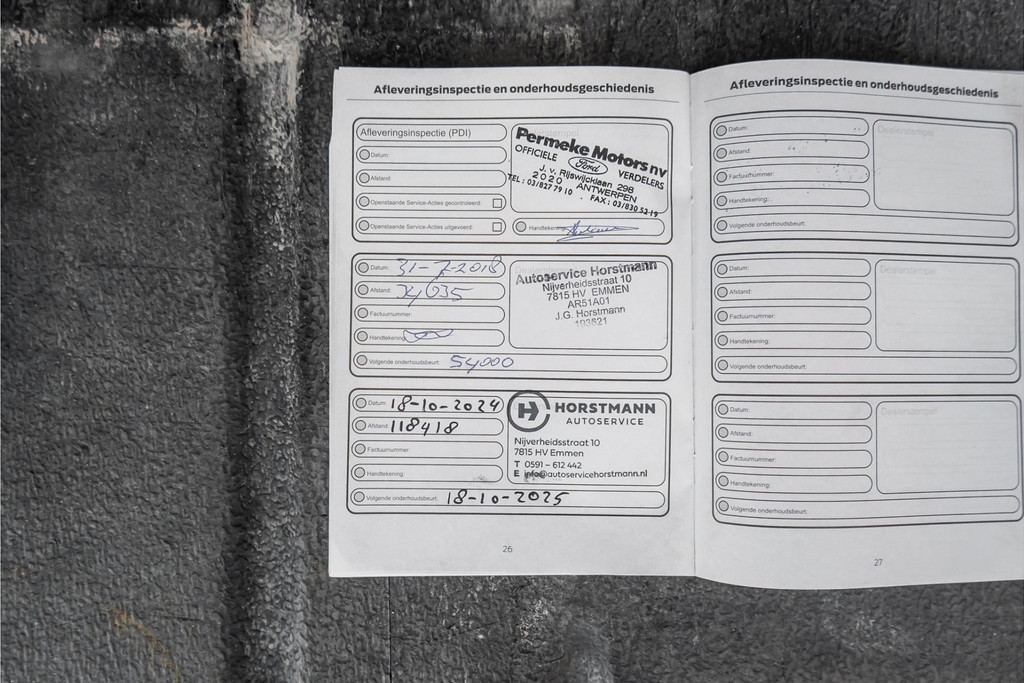 Afleveringsinspectie en onderhoudsgeschiedenis
Afleveringsinspectie (PDI)
Datum:
Afstand:
Openstaande Service-Acties gecontroleerd:
Openstaande Service-Acties uitgevoerd:
Permeke Motors nv
OFFICIELE Ford VERDELERS
J. v. Rijswijcklaan 298
2020 ANTWERPEN
TEL: 03/827 79 10 - FAX: 03/830 52 19
Handtekening:
Datum: 31-7-2018
Afstand:
Factuurnummer:
Handtekening:
Volgende onderhoudsbeurt: 54000
Autoservice Horstmann
Nijverheidsstraat 10
7815 HV EMMEN
AR51A01
J.G. Horstmann
103621
Datum: 18-10-2024
Afstand: 118418
Factuurnummer:
Handtekening:
Volgende onderhoudsbeurt: 18-10-2025
H HORSTMANN
AUTOSERVICE
Nijverheidsstraat 10
7815 HV Emmen
T 0591 – 612 442
E info@autoservicehorstmann.nl
26
Afleveringsinspectie en onderhoudsgeschiedenis
Datum:
Dealerstempel
Afstand:
Factuurnummer:
Handtekening:
Volgende onderhoudsbeurt:
Datum:
Dealerstempel
Afstand:
Factuurnummer:
Handtekening:
Volgende onderhoudsbeurt:
Datum:
Dealerstempel
Afstand:
Factuurnummer:
Handtekening:
Volgende onderhoudsbeurt:
27